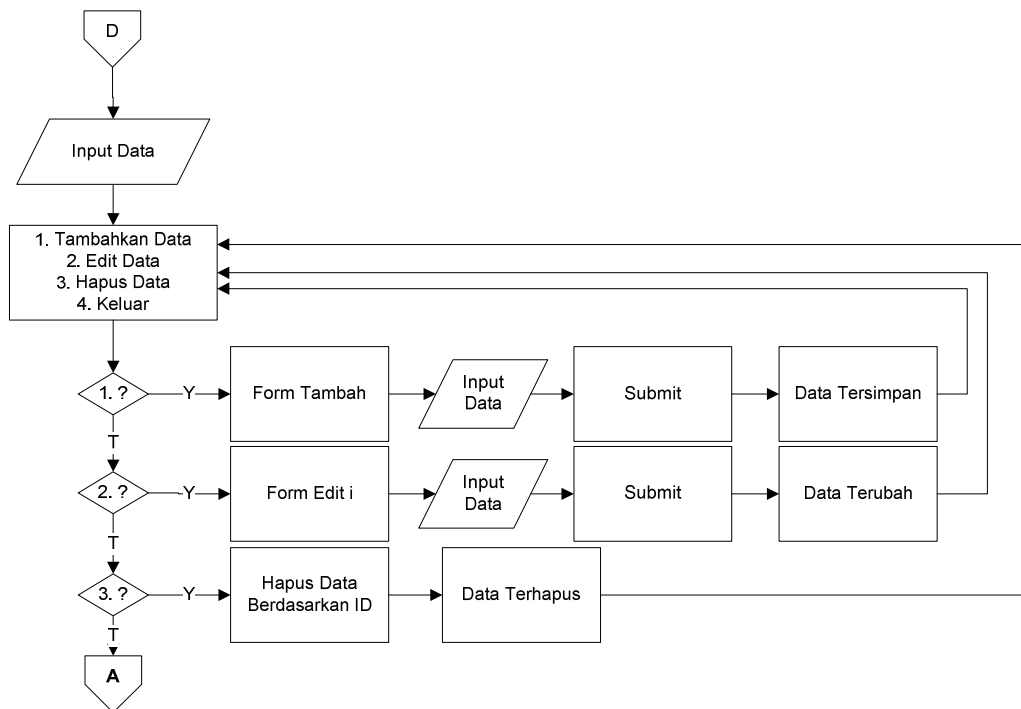 D
Input Data
1. Tambahkan Data
2. Edit Data
3. Hapus Data
4. Keluar
1. ?
Y
Form Tambah
Input
Data
Submit
Data Tersimpan
T
2. ?
Y
Form Edit i
Input
Data
Submit
Data Terubah
T
3. ?
Y
Hapus Data
Berdasarkan ID
Data Terhapus
T
A